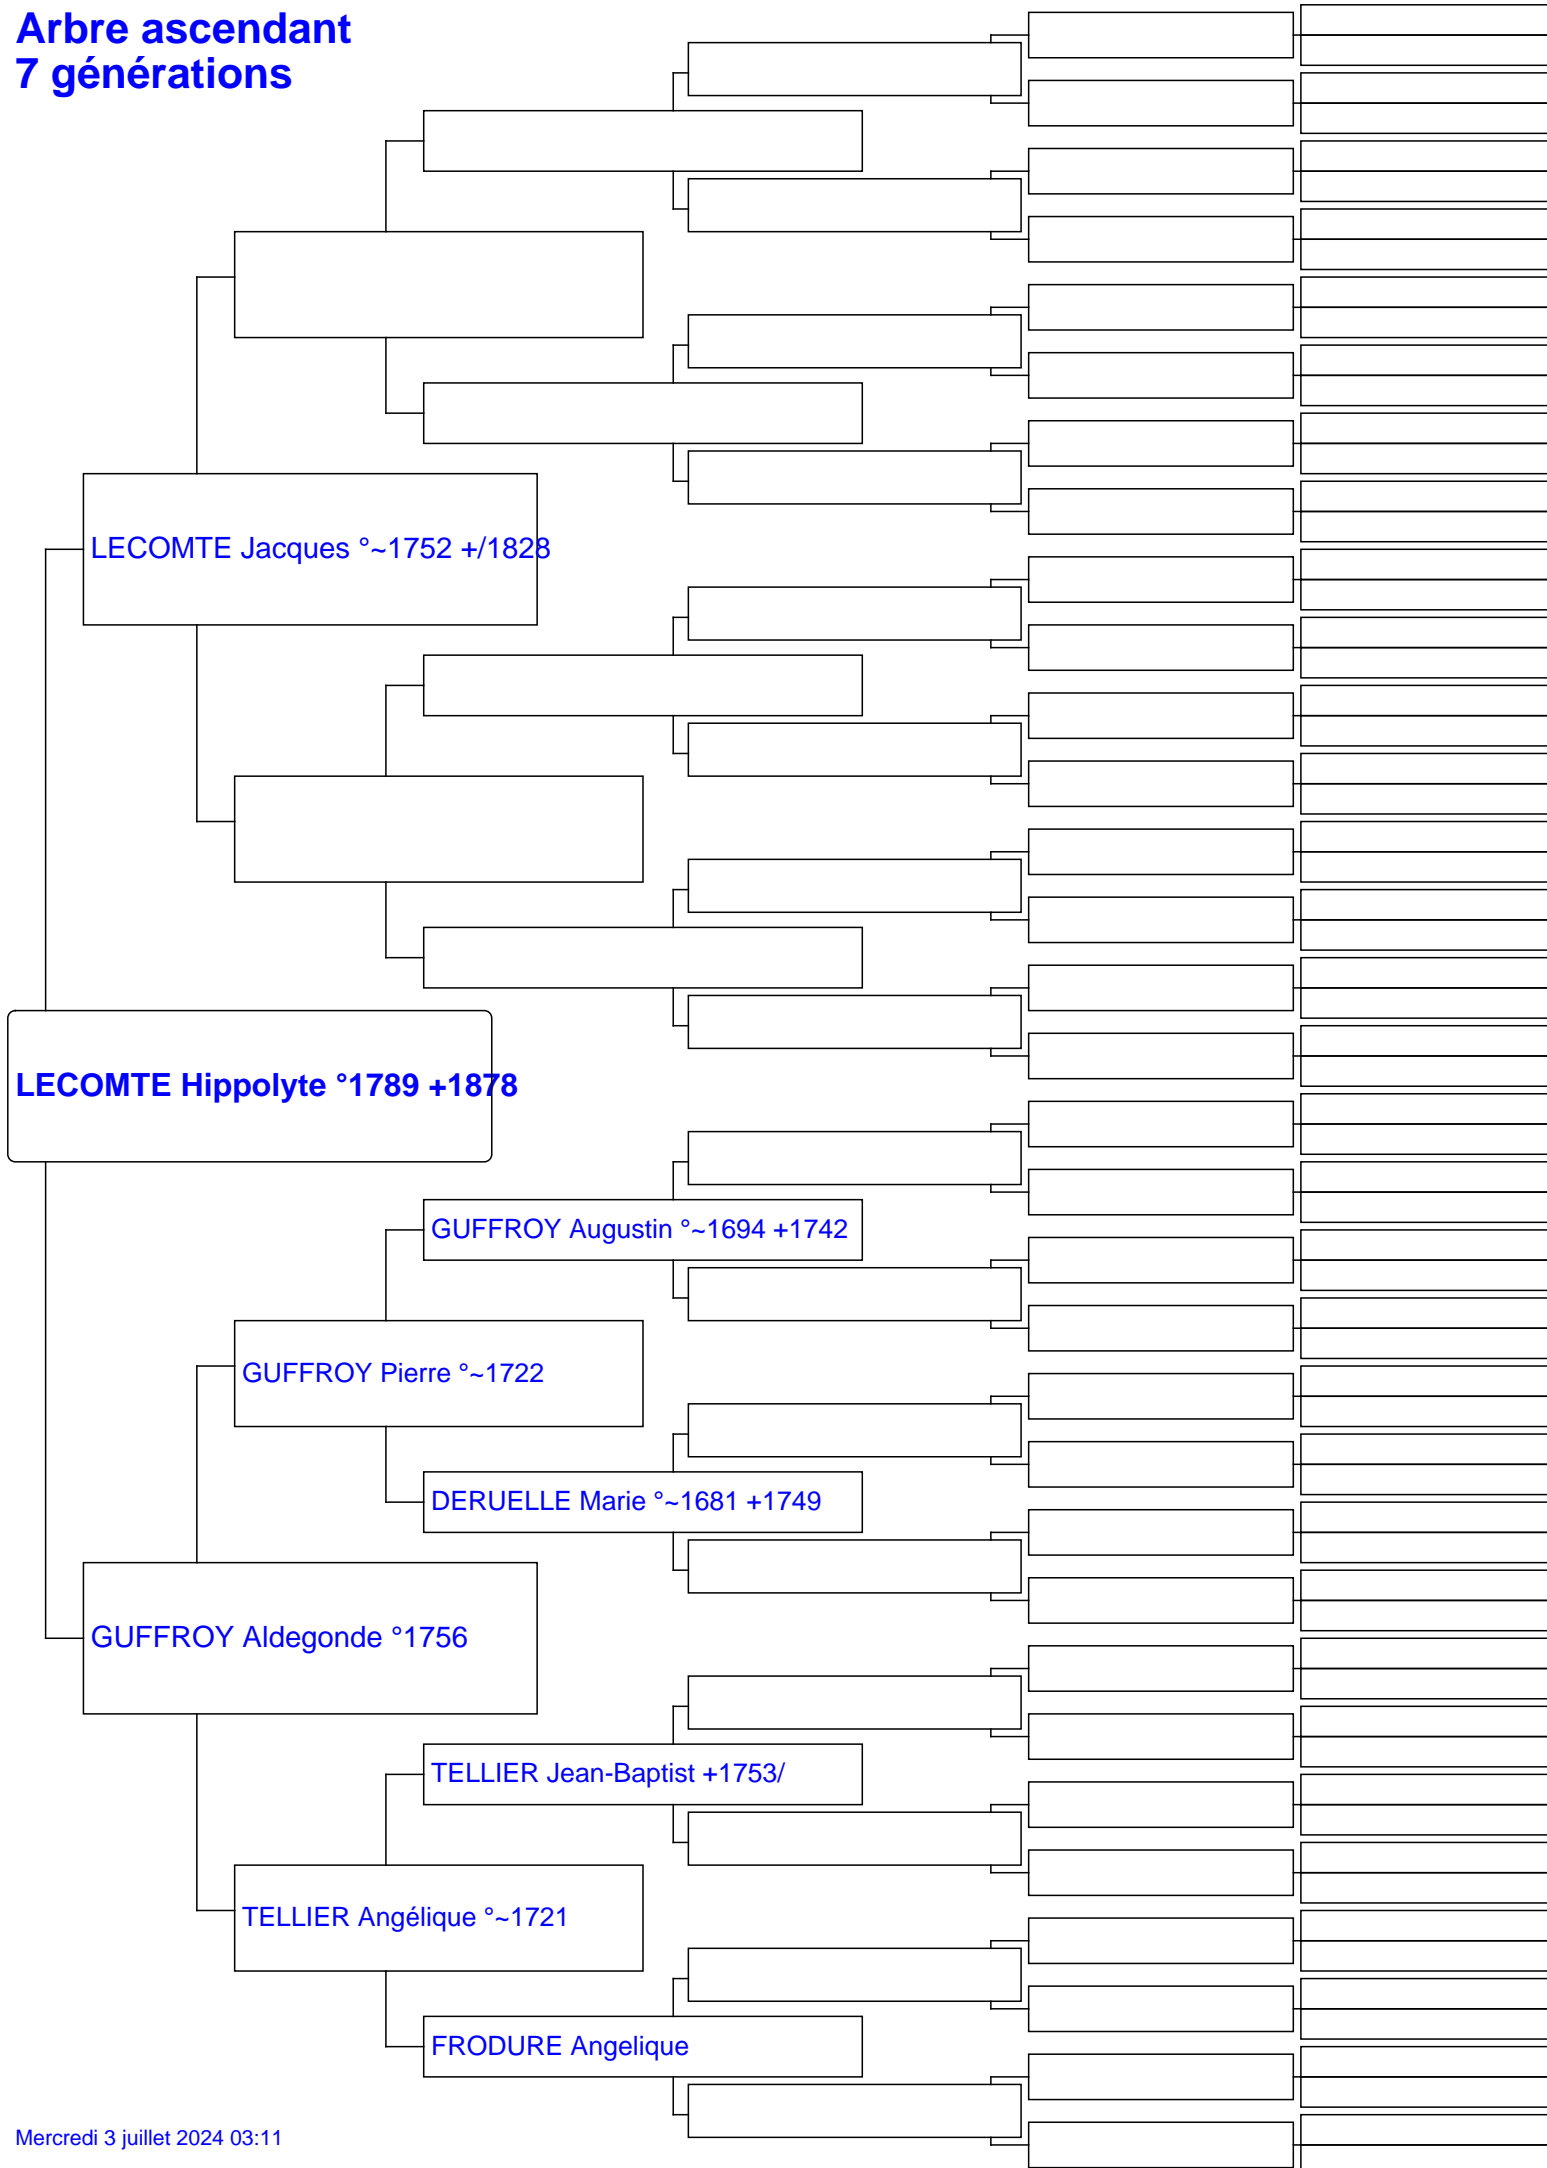 Arbre ascendant
7 générations
LECOMTE Jacques °~1752 +/1828
LECOMTE Hippolyte °1789 +1878
GUFFROY Augustin °~1694 +1742
GUFFROY Pierre °~1722
DERUELLE Marie °~1681 +1749
GUFFROY Aldegonde °1756
TELLIER Jean-Baptist +1753/
TELLIER Angélique °~1721
FRODURE Angelique
Mercredi 3 juillet 2024 03:11